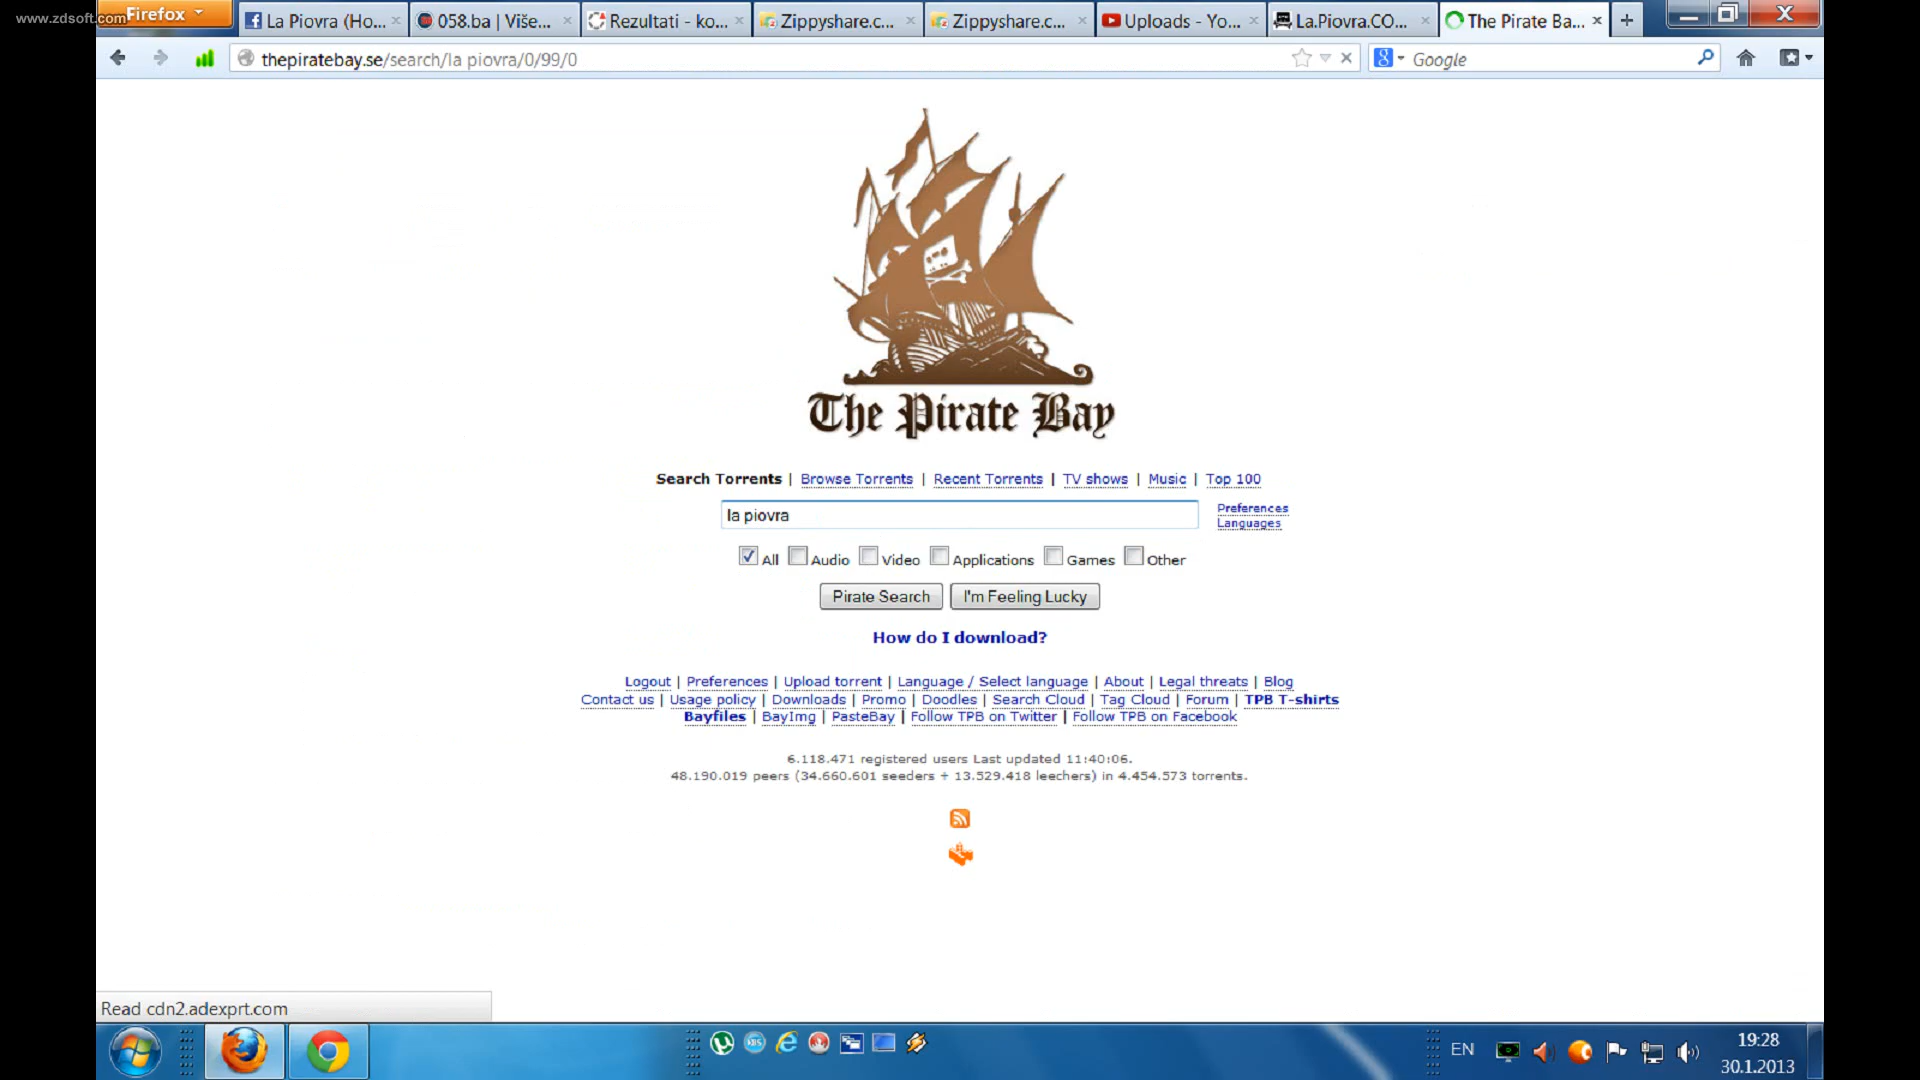 www.zdsoft.com
Firefox
La Piovra (Ho...
058.ba | Više...
Rezultati - ko...
Zippyshare.c...
Zippyshare.c...
Uploads - Yo...
La.Piovra.CO...
The Pirate Ba...
thepiratebay.se/search/la piovra/0/99/0
Google
The Pirate Bay
Search Torrents | Browse Torrents | Recent Torrents | TV shows | Music | Top 100
la piovra
Preferences
Languages
All Audio Video Applications Games Other
Pirate Search I'm Feeling Lucky
How do I download?
Logout | Preferences | Upload torrent | Language / Select language | About | Legal threats | Blog
Contact us | Usage policy | Downloads | Promo | Doodles | Search Cloud | Tag Cloud | Forum | TPB T-shirts
Bayfiles | BayImg | PasteBay | Follow TPB on Twitter | Follow TPB on Facebook
6.118.471 registered users Last updated 11:40:06.
48.190.019 peers (34.660.601 seeders + 13.529.418 leechers) in 4.454.573 torrents.
Read cdn2.adexprt.com
EN
19:28
30.1.2013